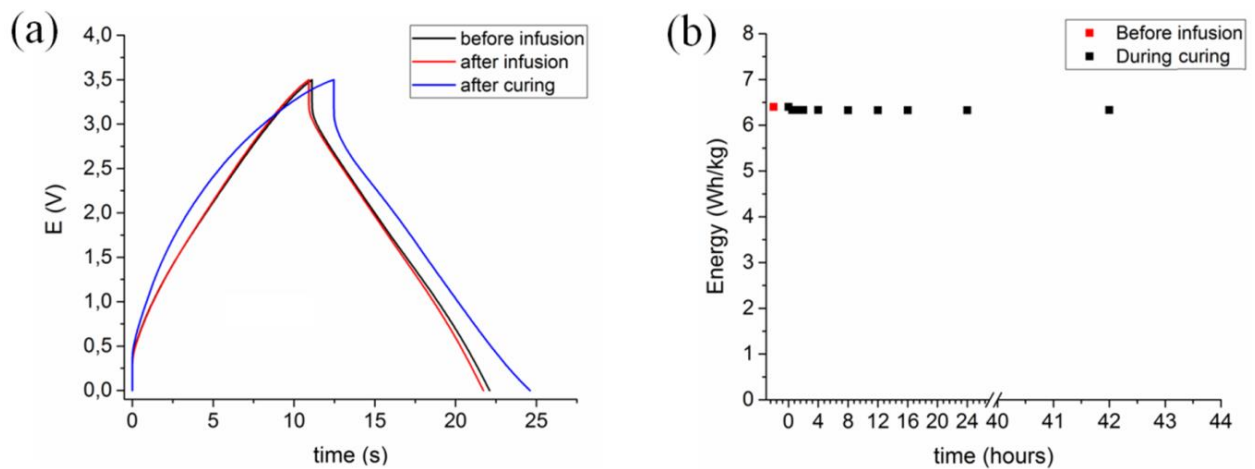 (a)
4,0
3,5
3,0
2,5
2,0
1,5
1,0
0,5
0,0
E (V)
before infusion
after infusion
after curing
0 5 10 15 20 25
time (s)
(b)
8
7
6
5
4
3
2
1
0
Energy (Wh/kg)
Before infusion
During curing
0 4 8 12 16 20 24 40 41 42 43 44
time (hours)